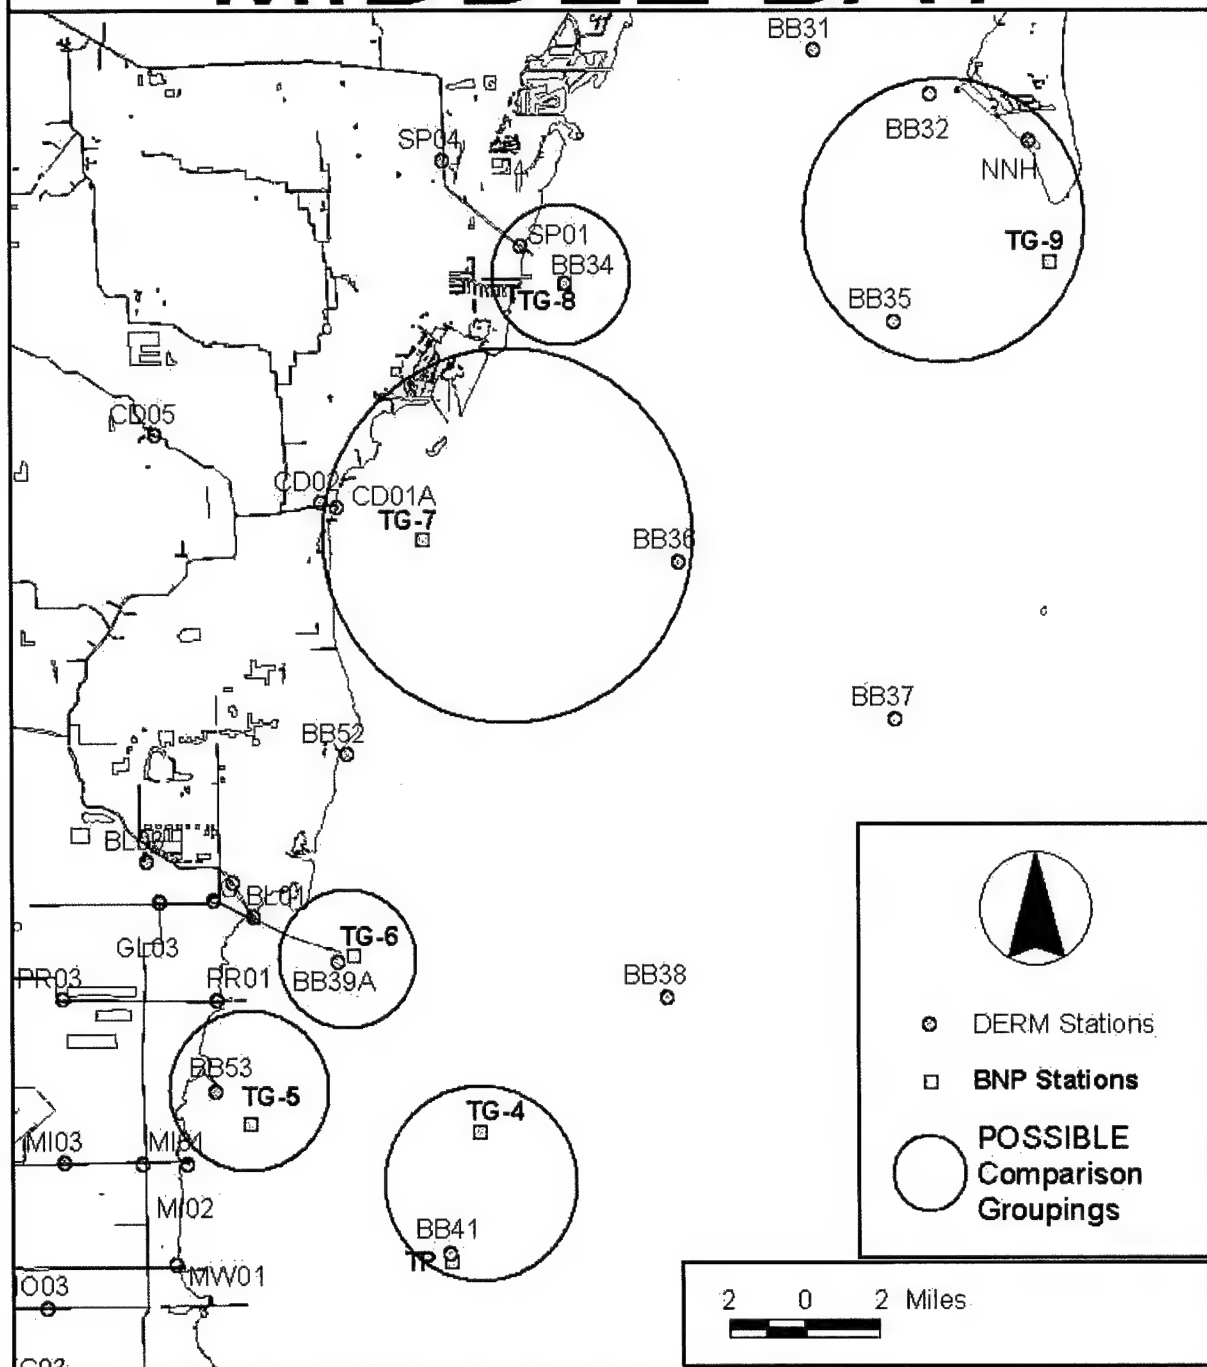 BB31
BB32
SP04
NNH
SP01
TG-9
BB34
TG-8
BB35
CD05
CD02
CD01A
TG-7
BB36
BB37
BB52
BL01
TG-6
GL03
PR03
PR01
BB39A
BB38
BB53
TG-5
TG-4
MI03
MI01
MI02
BB41
TP
MW01
DERM Stations
BNP Stations
POSSIBLE
Comparison
Groupings
2 0 2 Miles